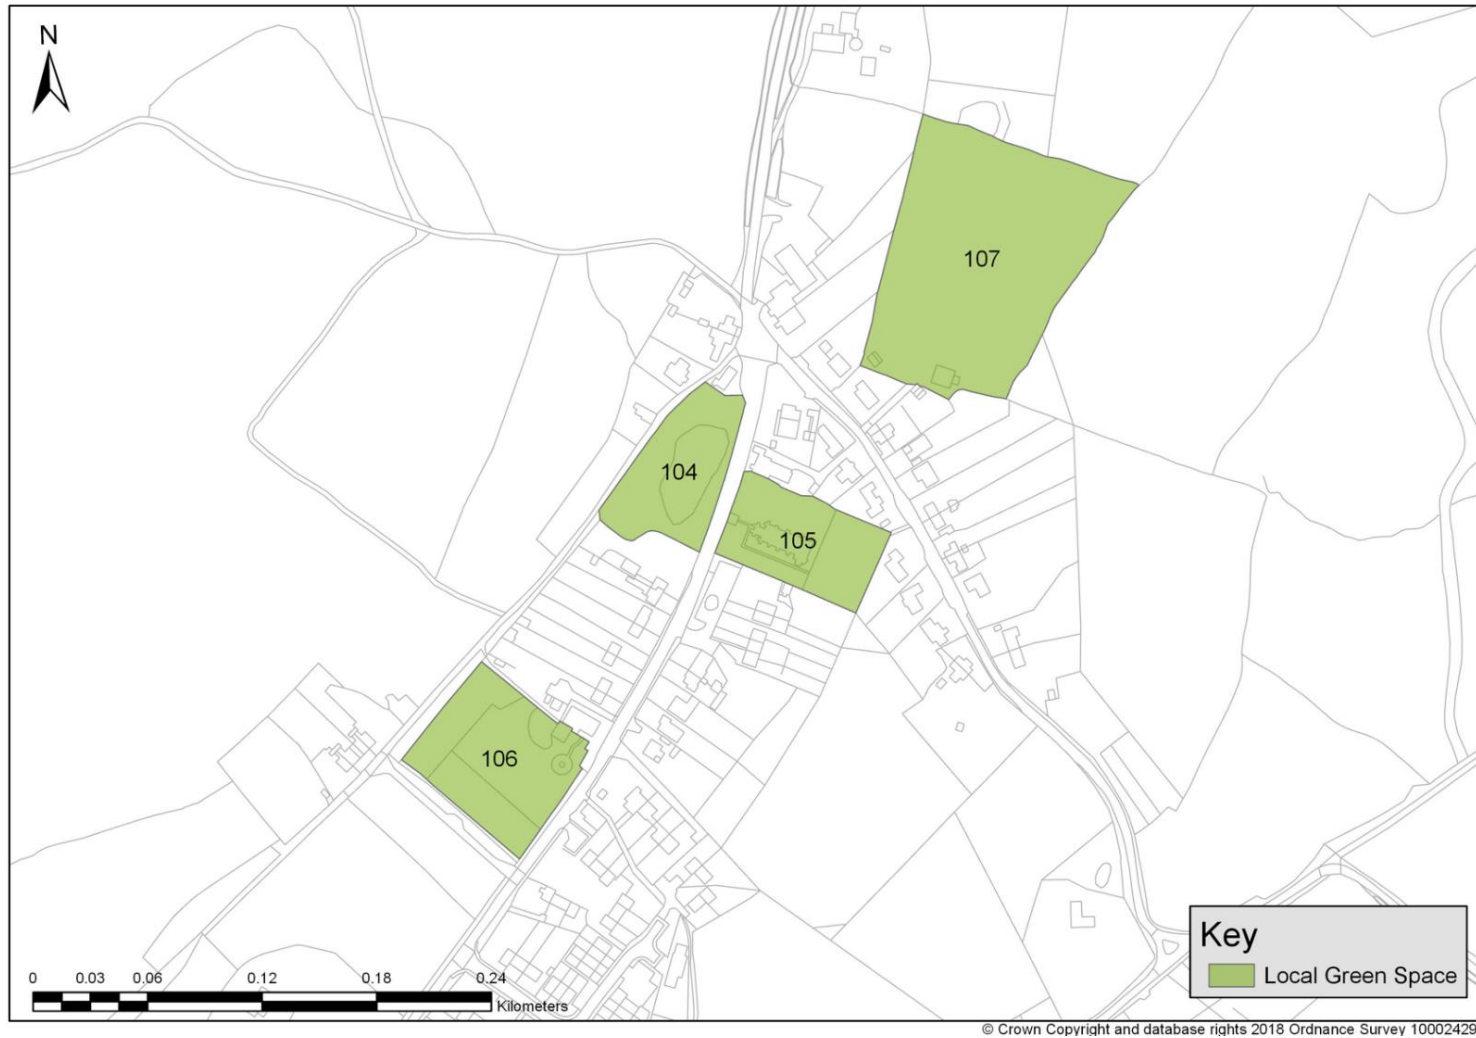 N
107
104
105
106
Key
Local Green Space
0 0.03 0.06 0.12 0.18 0.24
Kilometers
© Crown Copyright and database rights 2018 Ordnance Survey 10002429